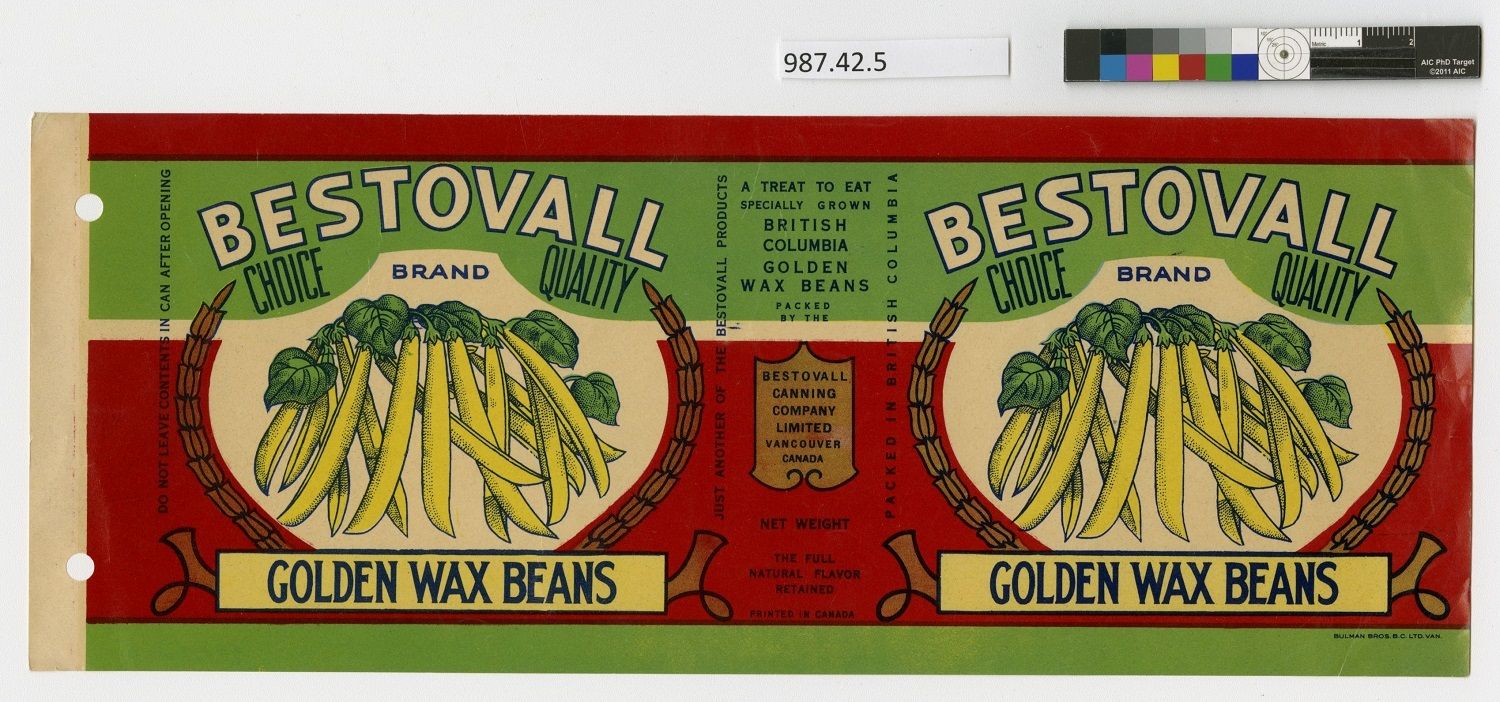 987.42.5
Metric 1 2
AIC PhD Target
©2011 AIC
DO NOT LEAVE CONTENTS IN CAN AFTER OPENING
BESTOVALL
CHOICE QUALITY
BRAND
GOLDEN WAX BEANS
JUST ANOTHER OF THE BESTOVALL PRODUCTS
A TREAT TO EAT
SPECIALLY GROWN
BRITISH
COLUMBIA
GOLDEN
WAX BEANS
PACKED
BY THE
BESTOVALL
CANNING
COMPANY
LIMITED
VANCOUVER
CANADA
NET WEIGHT
THE FULL
NATURAL FLAVOR
RETAINED
PRINTED IN CANADA
PACKED IN BRITISH COLUMBIA
BESTOVALL
CHOICE QUALITY
BRAND
GOLDEN WAX BEANS
BULMAN BROS. B.C. LTD. VAN.